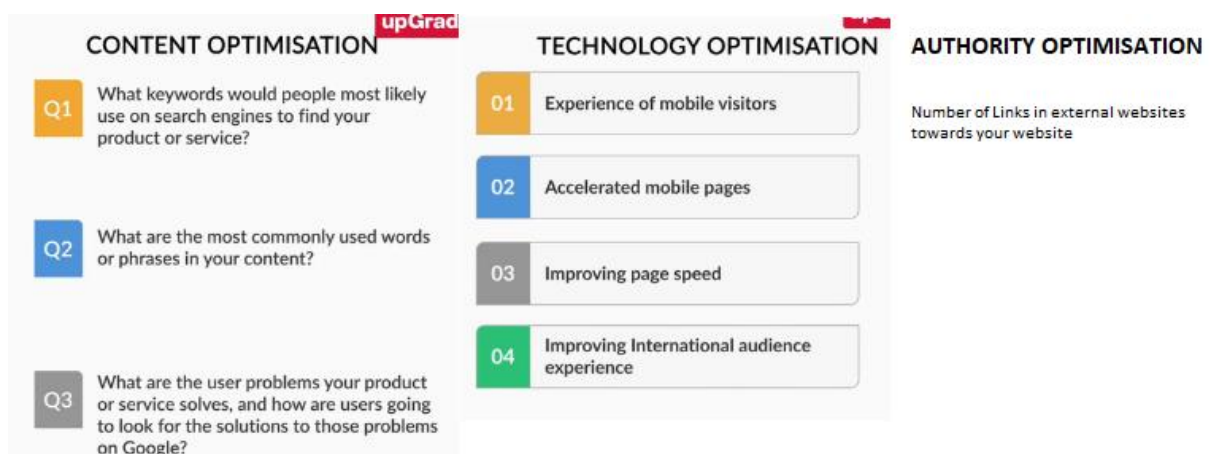 upGrad
CONTENT OPTIMISATION
Q1
What keywords would people most likely
use on search engines to find your
product or service?
Q2
What are the most commonly used words
or phrases in your content?
Q3
What are the user problems your product
or service solves, and how are users going
to look for the solutions to those problems
on Google?
TECHNOLOGY OPTIMISATION
01
Experience of mobile visitors
02
Accelerated mobile pages
03
Improving page speed
04
Improving International audience
experience
AUTHORITY OPTIMISATION
Number of Links in external websites
towards your website